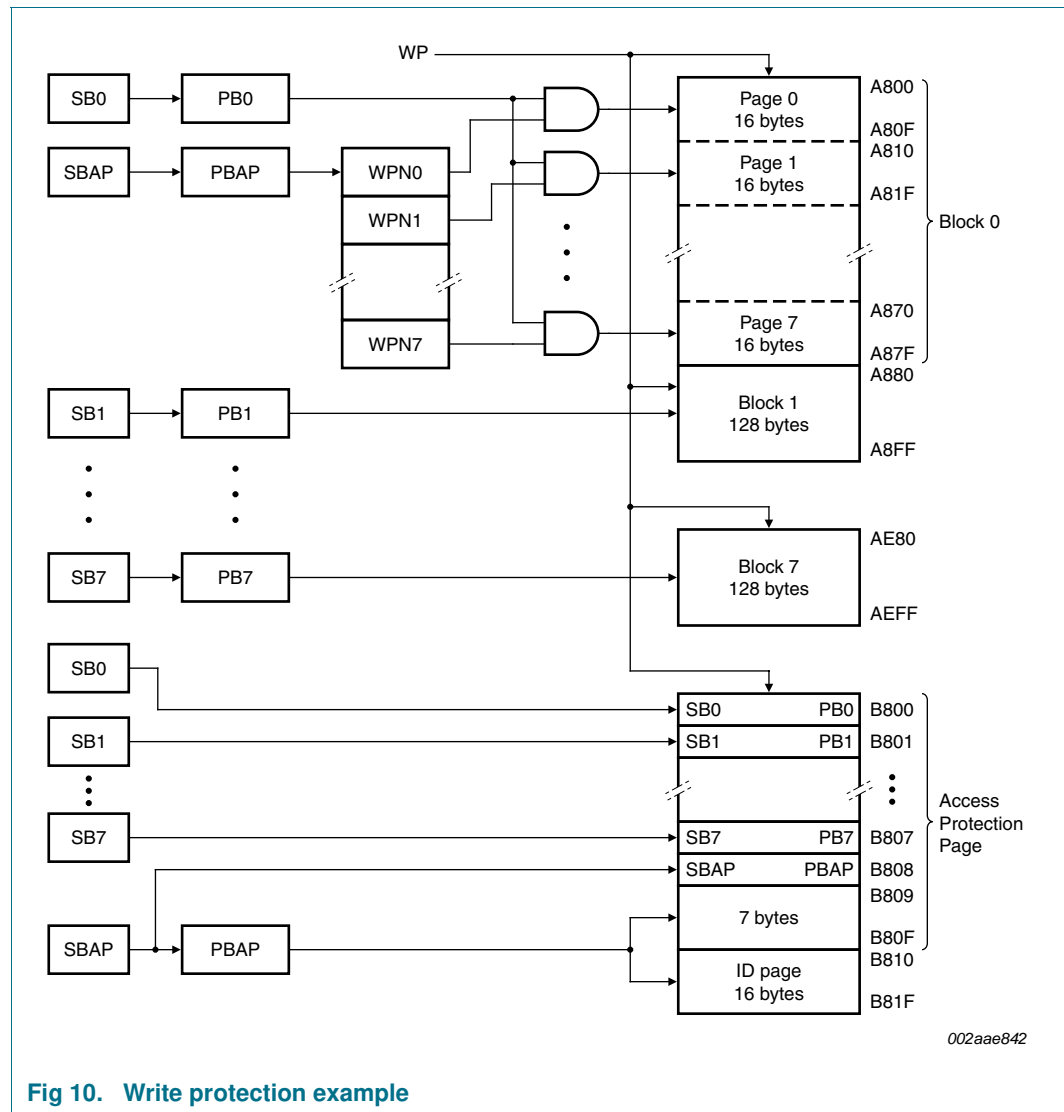 WP
SB0
PB0
SBAP
PBAP
WPN0
WPN1
WPN7
Page 0
16 bytes
A800
A80F
Page 1
16 bytes
A810
A81F
Block 0
Page 7
16 bytes
A870
A87F
SB1
PB1
Block 1
128 bytes
A880
A8FF
SB7
PB7
Block 7
128 bytes
AE80
AEFF
SB0
SB0 PB0 B800
SB1
SB1 PB1 B801
SB7
SB7 PB7 B807
SBAP PBAP B808
Access
Protection
Page
7 bytes
B809
B80F
SBAP
PBAP
ID page
16 bytes
B810
B81F
002aae842
Fig 10. Write protection example